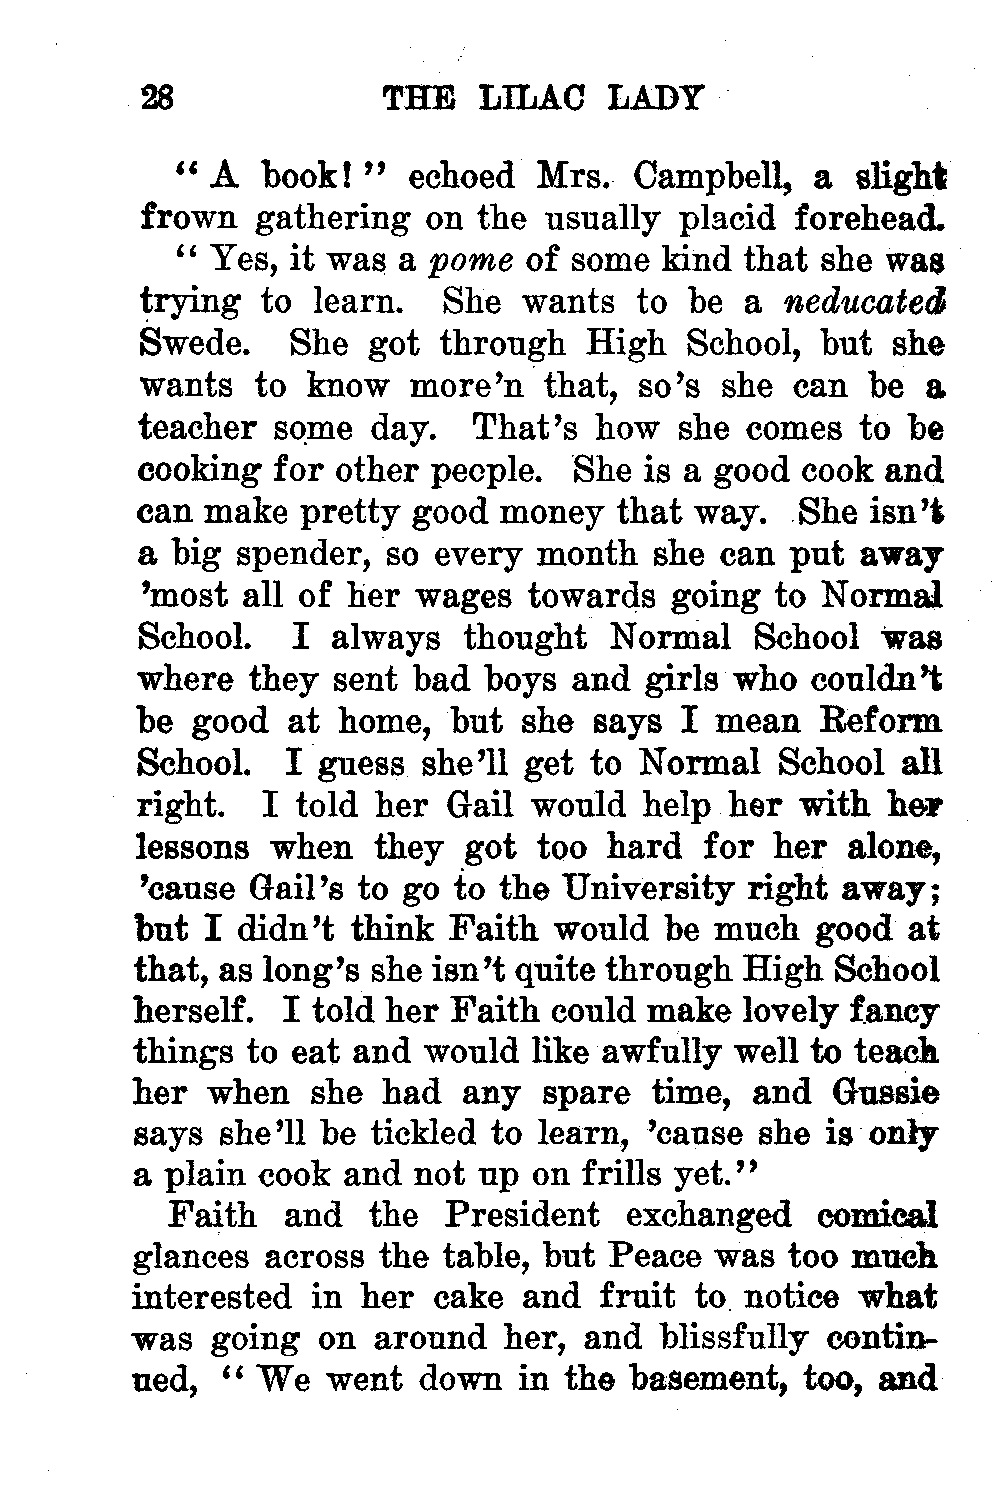 28 THE LILAC LADY
“ A book! ” echoed Mrs. Campbell, a slight
frown gathering on the usually placid forehead.
“ Yes, it was a pome of some kind that she was
trying to learn. She wants to be a neducated
Swede. She got through High School, but she
wants to know more’n that, so’s she can be a
teacher some day. That’s how she comes to be
cooking for other people. She is a good cook and
can make pretty good money that way. She isn’t
a big spender, so every month she can put away
’most all of her wages towards going to Normal
School. I always thought Normal School was
where they sent bad boys and girls who couldn’t
be good at home, but she says I mean Reform
School. I guess she’ll get to Normal School all
right. I told her Gail would help her with her
lessons when they got too hard for her alone,
’cause Gail’s to go to the University right away;
but I didn’t think Faith would be much good at
that, as long’s she isn’t quite through High School
herself. I told her Faith could make lovely fancy
things to eat and would like awfully well to teach
her when she had any spare time, and Gussie
says she’ll be tickled to learn, ’cause she is only
a plain cook and not up on frills yet.”
Faith and the President exchanged comical
glances across the table, but Peace was too much
interested in her cake and fruit to notice what
was going on around her, and blissfully contin-
ued, “ We went down in the basement, too, and